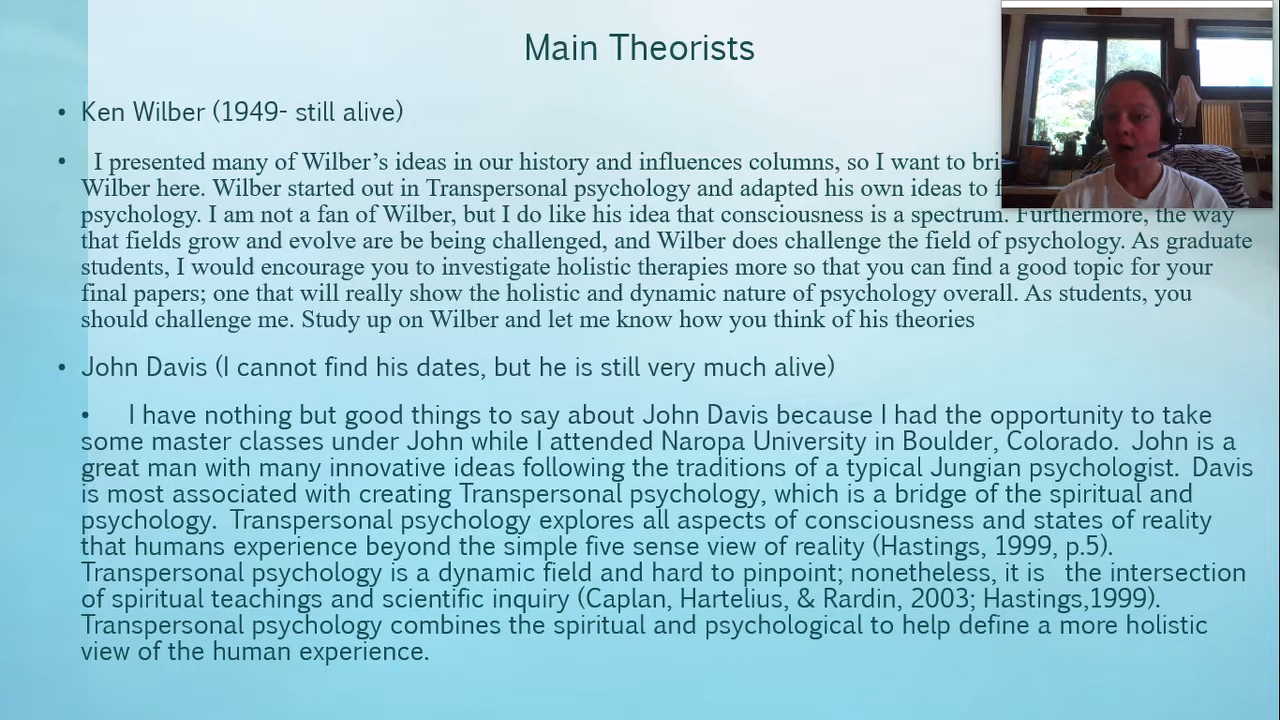 Main Theorists
• Ken Wilber (1949- still alive)
• I presented many of Wilber’s ideas in our history and influences columns, so I want to
Wilber here. Wilber started out in Transpersonal psychology and adapted his own ideas to
psychology. I am not a fan of Wilber, but I do like his idea that consciousness is a spectrum. Furthermore, the way
that fields grow and evolve are be being challenged, and Wilber does challenge the field of psychology. As graduate
students, I would encourage you to investigate holistic therapies more so that you can find a good topic for your
final papers; one that will really show the holistic and dynamic nature of psychology overall. As students, you
should challenge me. Study up on Wilber and let me know how you think of his theories
• John Davis (I cannot find his dates, but he is still very much alive)
• I have nothing but good things to say about John Davis because I had the opportunity to take
some master classes under John while I attended Naropa University in Boulder, Colorado. John is a
great man with many innovative ideas following the traditions of a typical Jungian psychologist. Davis
is most associated with creating Transpersonal psychology, which is a bridge of the spiritual and
psychology. Transpersonal psychology explores all aspects of consciousness and states of reality
that humans experience beyond the simple five sense view of reality (Hastings, 1999, p.5).
Transpersonal psychology is a dynamic field and hard to pinpoint; nonetheless, it is the intersection
of spiritual teachings and scientific inquiry (Caplan, Hartelius, & Rardin, 2003; Hastings,1999).
Transpersonal psychology combines the spiritual and psychological to help define a more holistic
view of the human experience.